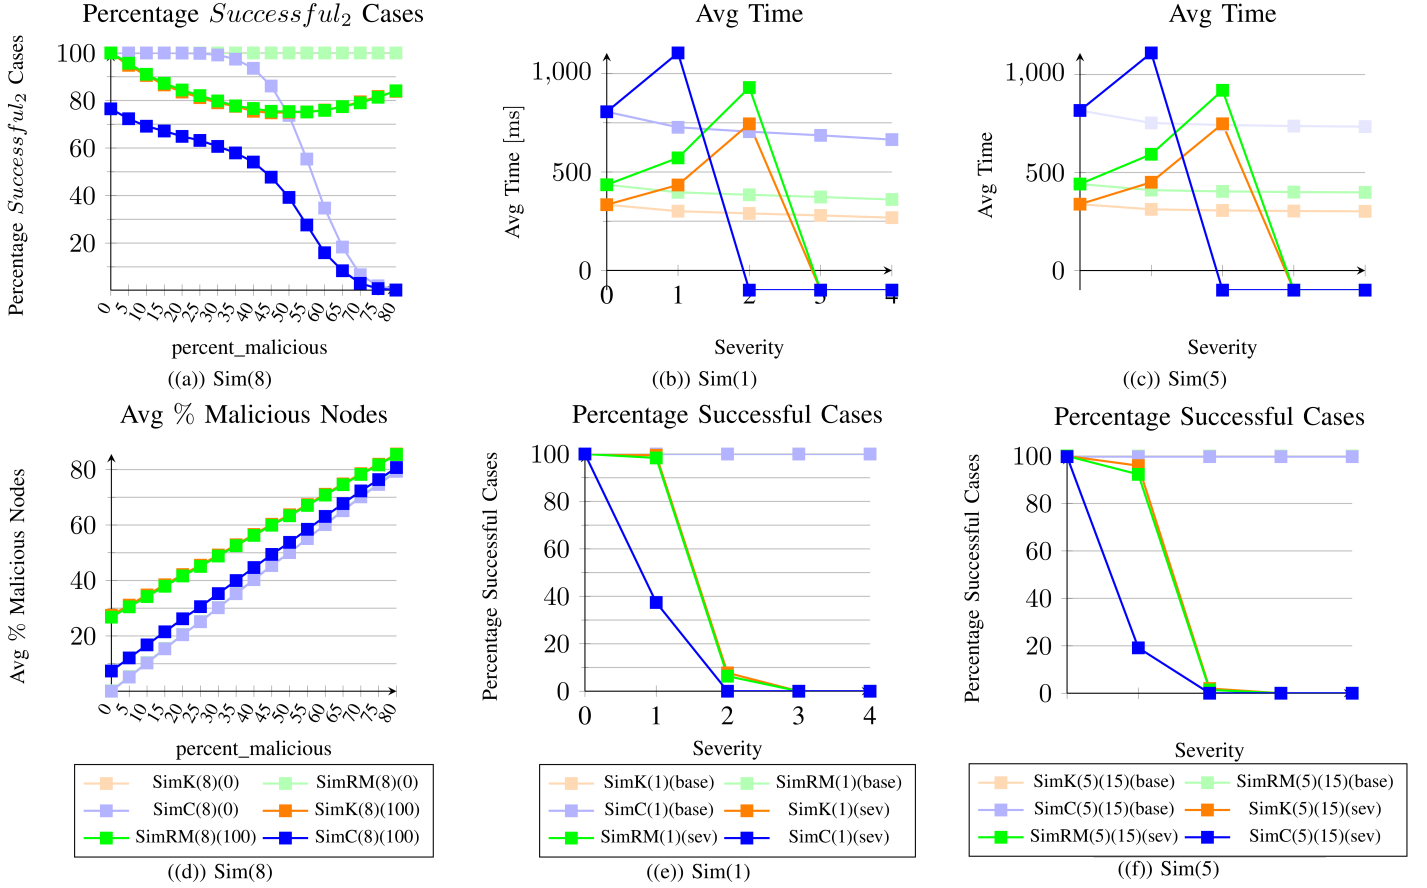 Percentage Successful₂ Cases
Percentage Successful₂ Cases
100
80
60
40
20
0 5 10 15 20 25 30 35 40 45 50 55 60 65 70 75 80
percent_malicious
((a)) Sim(8)
Avg Time
Avg Time [ms]
1,000
500
0
0 1 2 3 4
Severity
((b)) Sim(1)
Avg Time
Avg Time
1,000
500
0
Severity
((c)) Sim(5)
Avg % Malicious Nodes
Avg % Malicious Nodes
80
60
40
20
0 5 10 15 20 25 30 35 40 45 50 55 60 65 70 75 80
percent_malicious
SimK(8)(0) SimRM(8)(0)
SimC(8)(0) SimK(8)(100)
SimRM(8)(100) SimC(8)(100)
((d)) Sim(8)
Percentage Successful Cases
Percentage Successful Cases
100
80
60
40
20
0
0 1 2 3 4
Severity
SimK(1)(base) SimRM(1)(base)
SimC(1)(base) SimK(1)(sev)
SimRM(1)(sev) SimC(1)(sev)
((e)) Sim(1)
Percentage Successful Cases
Percentage Successful Cases
100
80
60
40
20
0
Severity
SimK(5)(15)(base) SimRM(5)(15)(base)
SimC(5)(15)(base) SimK(5)(15)(sev)
SimRM(5)(15)(sev) SimC(5)(15)(sev)
((f)) Sim(5)